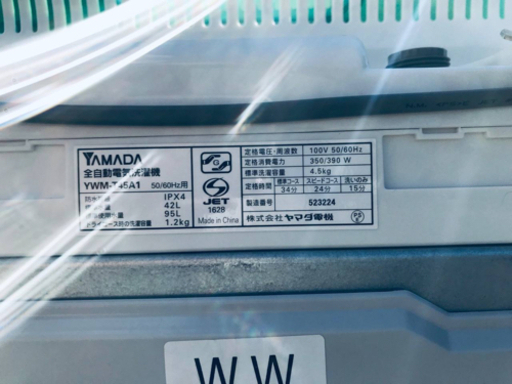 YAMADA
全自動電気洗濯機
YWM-T45A1 50/60Hz用
IPX4
42L
95L
1.2kg
G
S
JET
1628
Made in China
定格電圧・周波数 100V 50/60Hz
定格消費電力 350/390 W
標準洗濯容量 4.5kg
定格時間 標準コース スピードコース 洗いのみ
34分 24分 15分
製造番号 523224
株式会社 ヤマダ電機
PS
E
WW